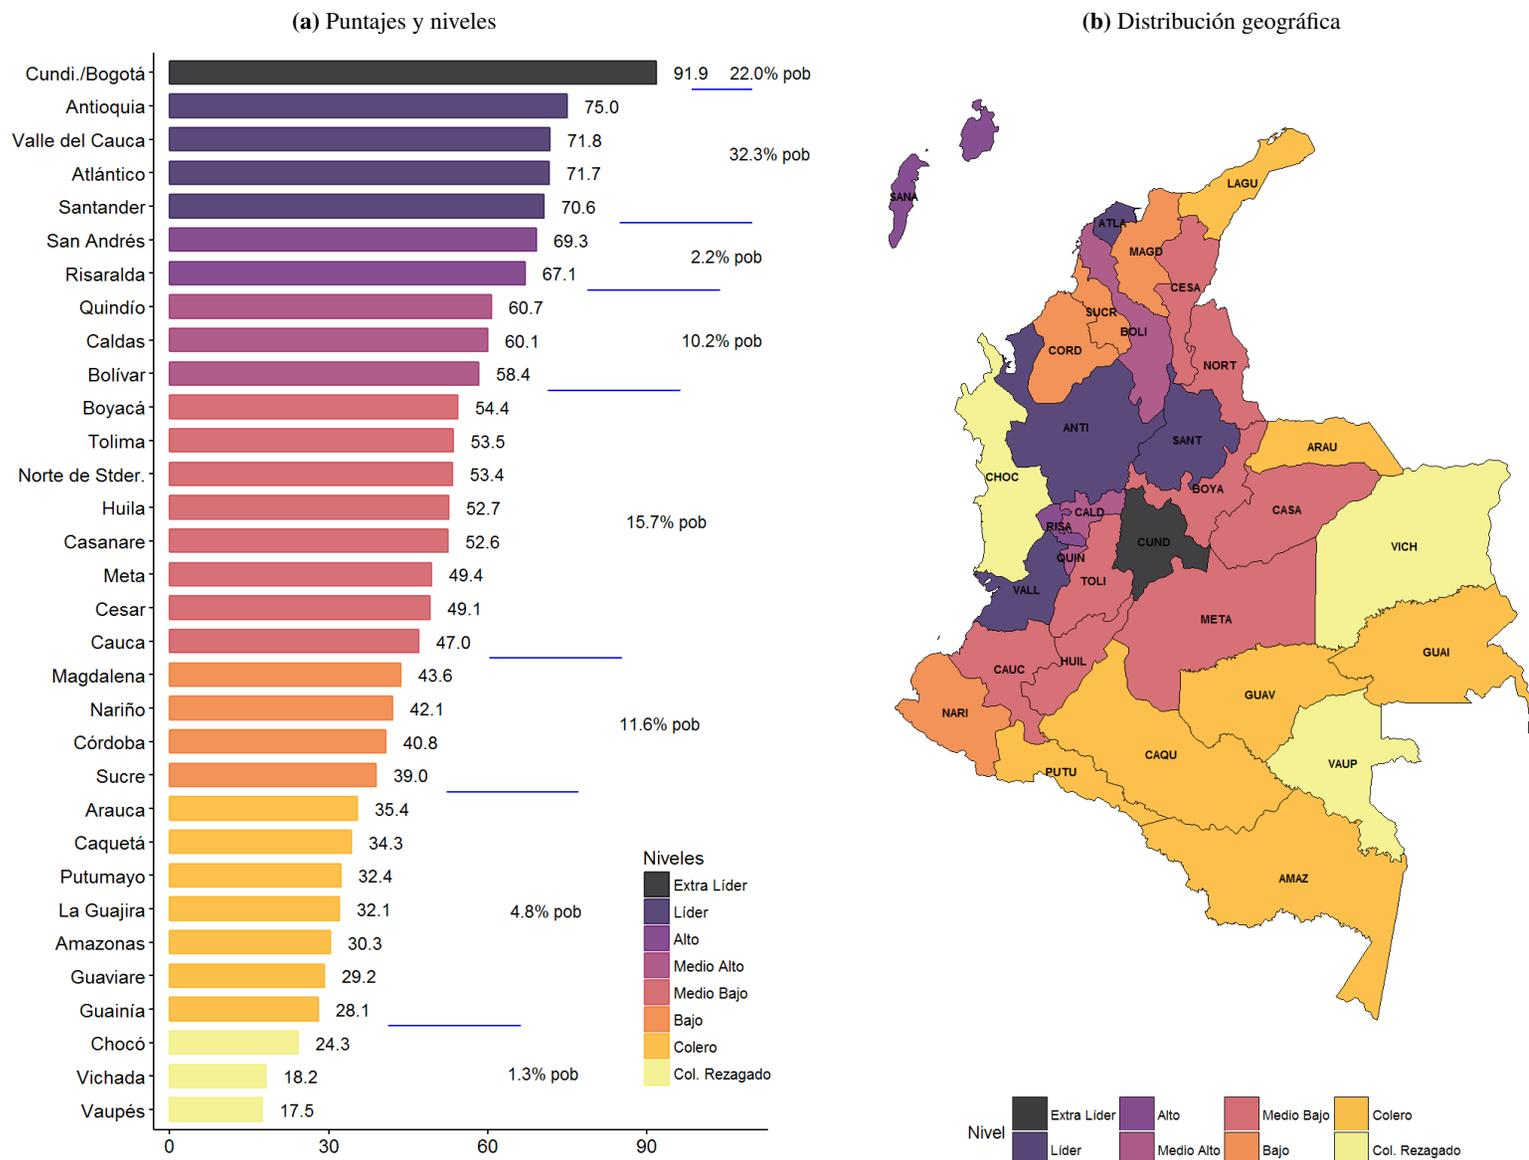 (a) Puntajes y niveles
Cundi./Bogotá 91.9 22.0% pob
Antioquia 75.0
Valle del Cauca 71.8
32.3% pob
Atlántico 71.7
Santander 70.6
San Andrés 69.3
2.2% pob
Risaralda 67.1
Quindío 60.7
Caldas 60.1 10.2% pob
Bolívar 58.4
Boyacá 54.4
Tolima 53.5
Norte de Stder. 53.4
Huila 52.7
15.7% pob
Casanare 52.6
Meta 49.4
Cesar 49.1
Cauca 47.0
Magdalena 43.6
Nariño 42.1
11.6% pob
Córdoba 40.8
Sucre 39.0
Arauca 35.4
Caquetá 34.3
Putumayo 32.4
La Guajira 32.1
4.8% pob
Amazonas 30.3
Guaviare 29.2
Guainía 28.1
Chocó 24.3
Vichada 18.2
1.3% pob
Vaupés 17.5
0 30 60 90
Niveles
Extra Líder
Líder
Alto
Medio Alto
Medio Bajo
Bajo
Colero
Col. Rezagado
(b) Distribución geográfica
LAGU
SANA
ATLA
MAGD
CESA
SUCR
BOLI
CORD
NORT
ANTI
SANT
ARAU
CHOC
BOYA
CASA
CALD
RISA
CUND
VICH
QUIN
TOLI
VALL
META
GUAI
HUIL
CAUC
GUAV
NARI
CAQU
VAUP
PUTU
AMAZ
Nivel
Extra Líder Alto Medio Bajo Colero
Líder Medio Alto Bajo Col. Rezagado